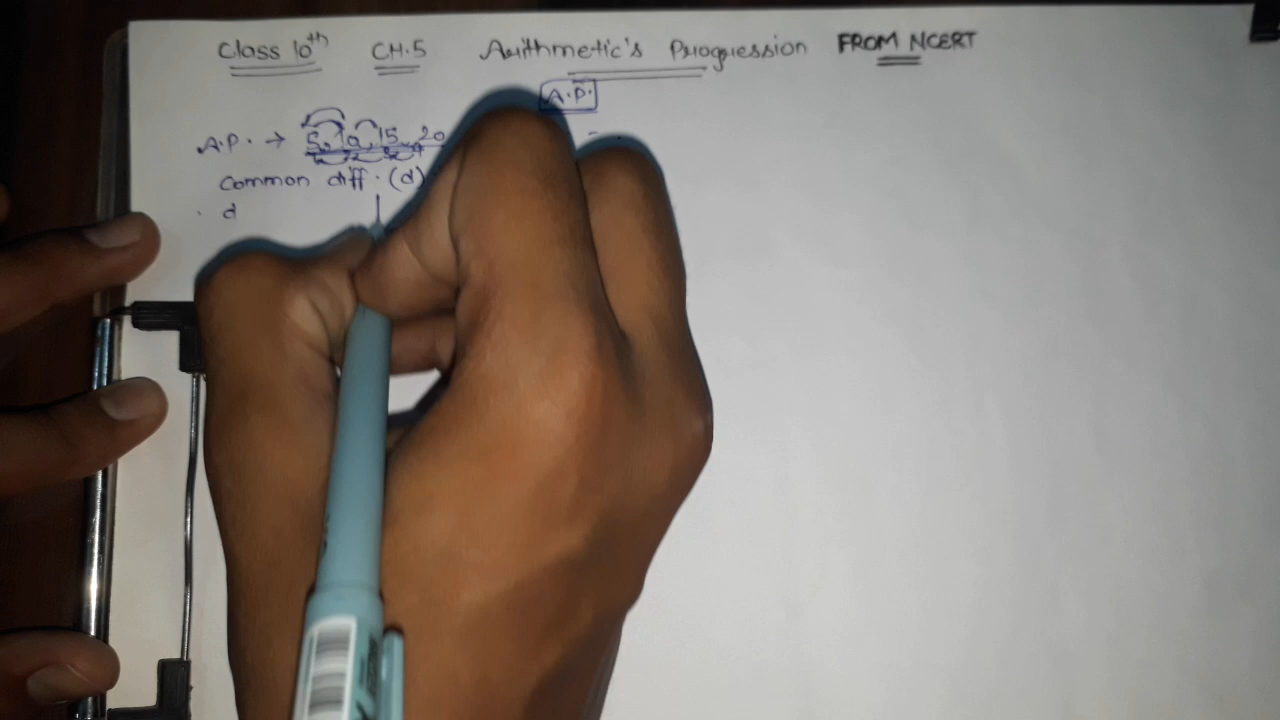 Class 10th CH.5 Arithmetic's Progression FROM NCERT
A.P.
A.P. → 5, 10, 15, 20
Common diff. (d)
. d